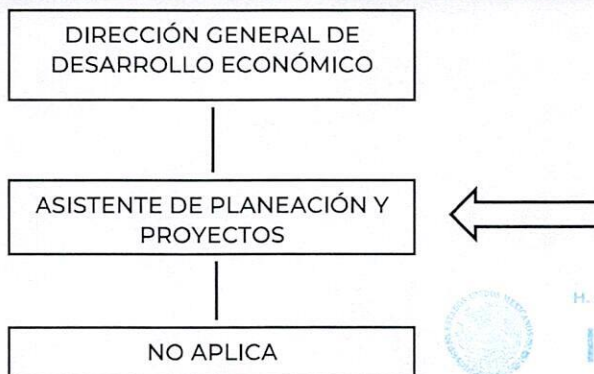 DIRECCIÓN GENERAL DE
DESARROLLO ECONÓMICO
ASISTENTE DE PLANEACIÓN Y
PROYECTOS
H.
NO APLICA